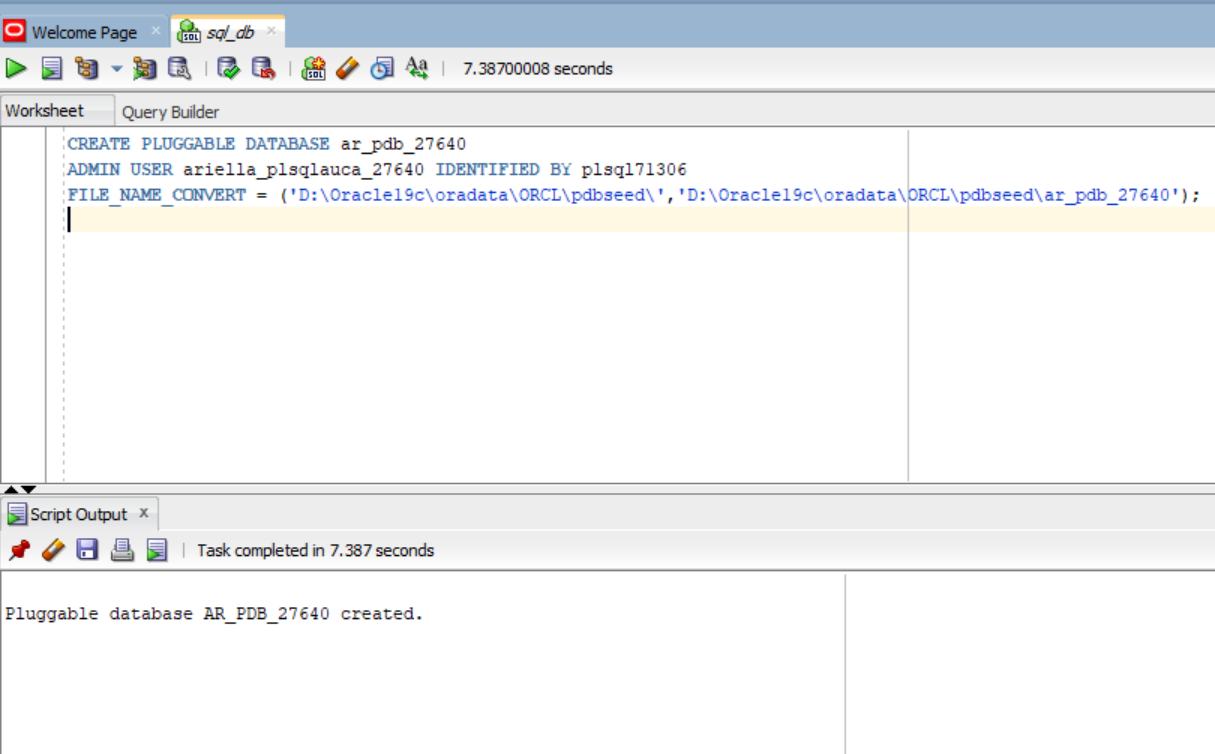 Welcome Page
sql_db
7.38700008 seconds
Worksheet
Query Builder
CREATE PLUGGABLE DATABASE ar_pdb_27640
ADMIN USER ariella_plsqlauca_27640 IDENTIFIED BY plsql71306
FILE_NAME_CONVERT = ('D:\Oracle19c\oradata\ORCL\pdbseed\','D:\Oracle19c\oradata\ORCL\pdbseed\ar_pdb_27640');
Script Output x
Task completed in 7.387 seconds
Pluggable database AR_PDB_27640 created.